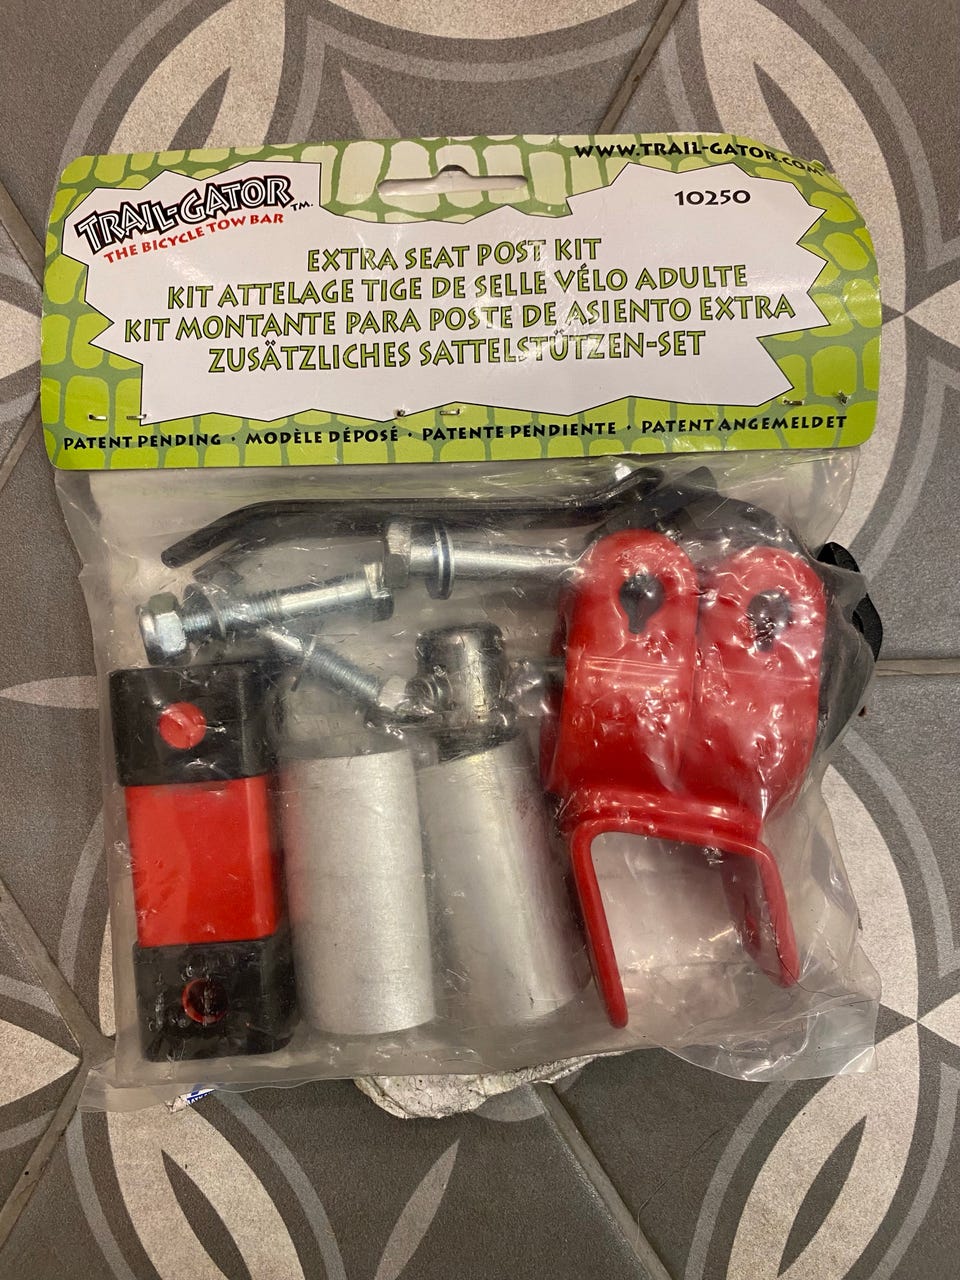 WWW.TRAIL-GATOR.COM
TRAIL-GATOR™
THE BICYCLE TOW BAR
10250
EXTRA SEAT POST KIT
KIT ATTELAGE TIGE DE SELLE VÉLO ADULTE
KIT MONTANTE PARA POSTE DE ASIENTO EXTRA
ZUSÄTZLICHES SATTELSTÜTZEN-SET
PATENT PENDING · MODÈLE DÉPOSÉ · PATENTE PENDIENTE · PATENT ANGEMELDET